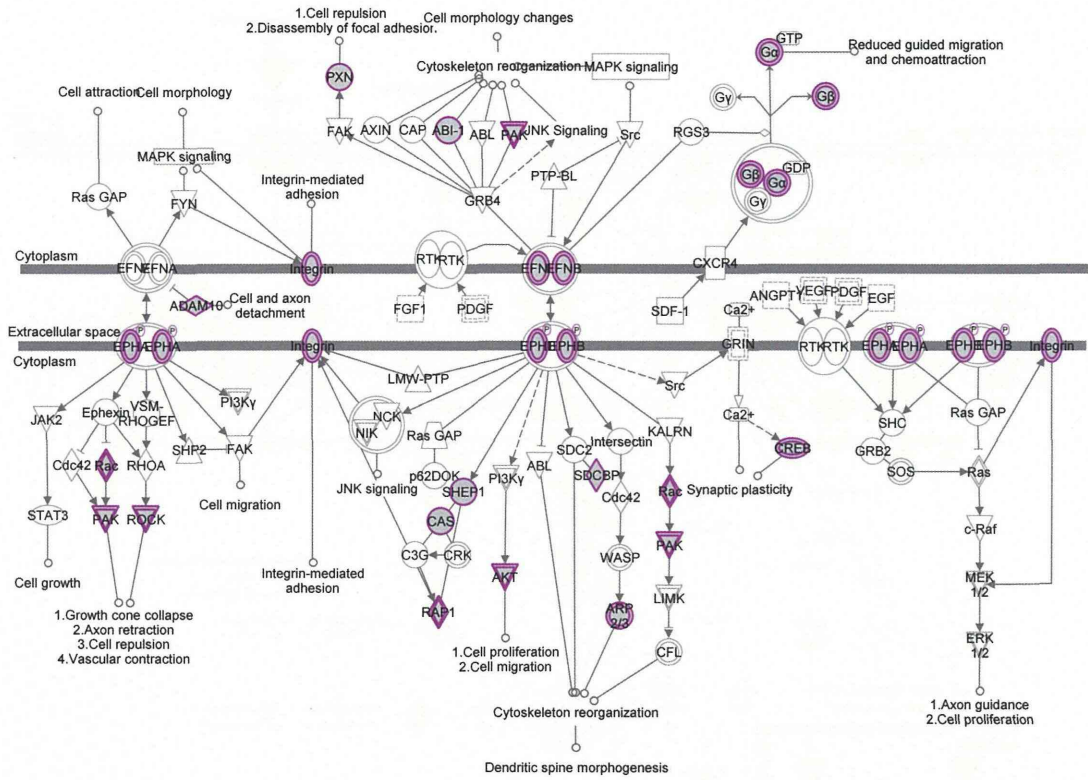 1.Cell repulsion
2.Disassembly of focal adhesior.
Cell morphology changes
GTP
Gα
Reduced guided migration
and chemoattraction
PXN
Cytoskeleton reorganization
MAPK signaling
Cell attraction
Cell morphology
Gγ
Gβ
FAK
AXIN
CAP
ABI-1
ABL
PAK
JNK Signaling
Src
RGS3
MAPK signaling
Integrin-mediated
adhesion
Ras GAP
FYN
GRB4
PTP-BL
Gβ
GDP
Gα
Gγ
Cytoplasm
EFNA
EFNA
Integrin
RTK
RTK
EFNB
EFNB
CXCR4
ADAM10
Cell and axon
detachment
FGF1
PDGF
SDF-1
Ca2+
ANGPT1
VEGF
PDGF
EGF
Extracellular space
P
P
P
P
P
P
P
P
EPHA
EPHA
Integrin
EPHB
EPHB
GRIN
RTK
RTK
EPHA
EPHA
EPHB
EPHB
Integrin
Cytoplasm
LMW-PTP
Src
JAK2
Ephexin
VSM-
RHOGEF
PI3Kγ
NCK
NIK
Ras GAP
SDC2
Intersectin
KALRN
Ca2+
SHC
Ras GAP
Cdc42
Rac
RHOA
SHP2
FAK
p62DOK
SHEP1
PI3Kγ
ABL
SDCBP
Cdc42
Rac
CREB
GRB2
SOS
Ras
Cell migration
JNK signaling
Synaptic plasticity
STAT3
PAK
ROCK
CAS
C3G
CRK
WASP
PAK
c-Raf
Cell growth
Integrin-mediated
adhesion
RAP1
AKT
ARP
2/3
LIMK
MEK
1/2
1.Growth cone collapse
2.Axon retraction
3.Cell repulsion
4.Vascular contraction
1.Cell proliferation
2.Cell migration
CFL
ERK
1/2
Cytoskeleton reorganization
1.Axon guidance
2.Cell proliferation
Dendritic spine morphogenesis